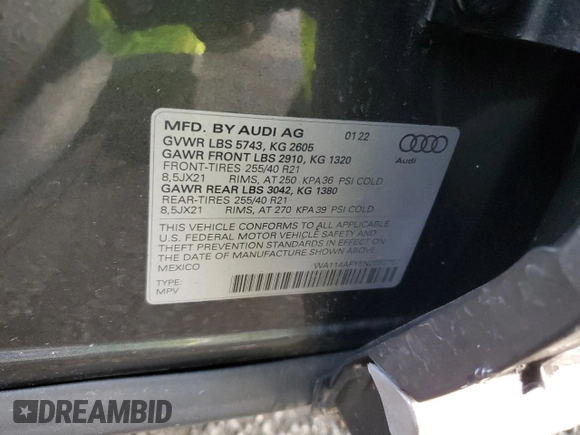 MFD. BY AUDI AG 01.22
GVWR LBS 5743, KG 2605
GAWR FRONT LBS 2910, KG 1320
FRONT-TIRES 255/40 R21
8,5JX21 RIMS, AT 250 KPA 36 PSI COLD
GAWR REAR LBS 3042, KG 1380
REAR-TIRES 255/40 R21
8,5JX21 RIMS, AT 270 KPA 39 PSI COLD
Audi
THIS VEHICLE CONFORMS TO ALL APPLICABLE
U.S. FEDERAL MOTOR VEHICLE SAFETY AND
THEFT PREVENTION STANDARDS IN EFFECT ON
THE DATE OF MANUFACTURE SHOWN ABOVE.
MEXICO
TYPE:
MPV
DREAMBID